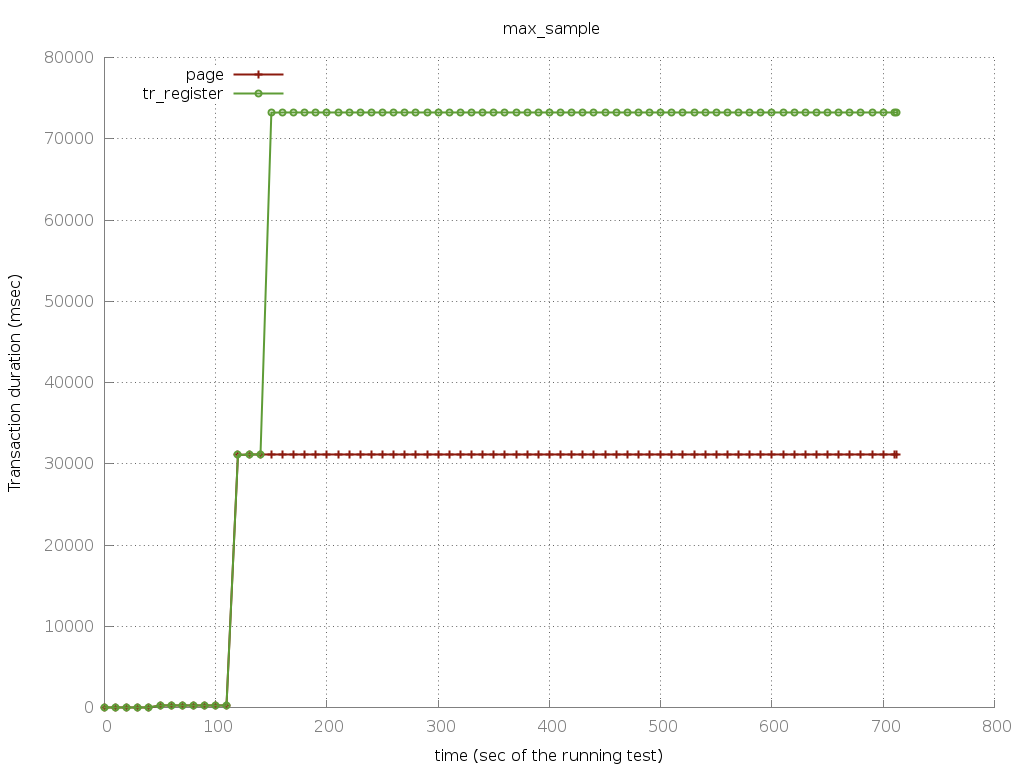 max_sample
80000
70000
60000
50000
40000
30000
20000
10000
0
page
tr_register
Transaction duration (msec)
0 100 200 300 400 500 600 700 800
time (sec of the running test)